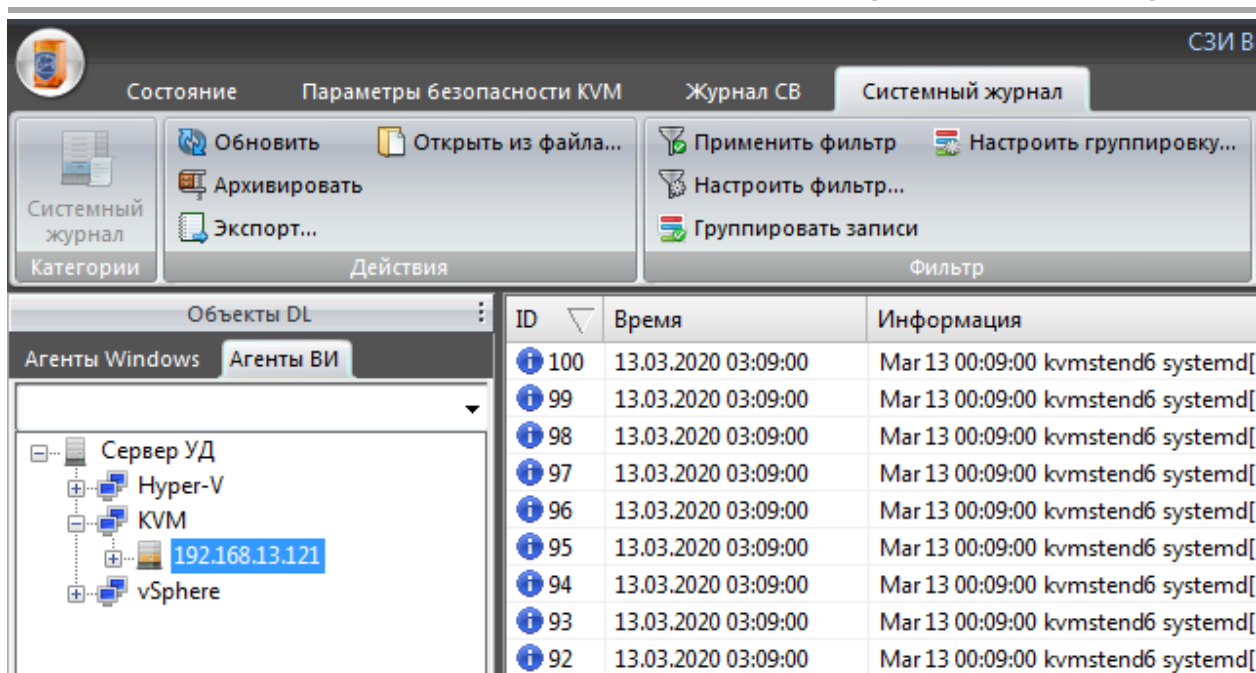 СЗИ В
Состояние Параметры безопасности KVM Журнал СВ Системный журнал
Обновить Открыть из файла... Применить фильтр Настроить группировку...
Архивировать Настроить фильтр...
Системный журнал Экспорт... Группировать записи
Категории Действия Фильтр
Объекты DL ID Время Информация
Агенты Windows Агенты ВИ
100 13.03.2020 03:09:00 Mar 13 00:09:00 kvmstend6 systemd[
99 13.03.2020 03:09:00 Mar 13 00:09:00 kvmstend6 systemd[
Сервер УД
98 13.03.2020 03:09:00 Mar 13 00:09:00 kvmstend6 systemd[
Hyper-V
97 13.03.2020 03:09:00 Mar 13 00:09:00 kvmstend6 systemd[
KVM
96 13.03.2020 03:09:00 Mar 13 00:09:00 kvmstend6 systemd[
192.168.13.121
95 13.03.2020 03:09:00 Mar 13 00:09:00 kvmstend6 systemd[
vSphere
94 13.03.2020 03:09:00 Mar 13 00:09:00 kvmstend6 systemd[
93 13.03.2020 03:09:00 Mar 13 00:09:00 kvmstend6 systemd[
92 13.03.2020 03:09:00 Mar 13 00:09:00 kvmstend6 systemd[